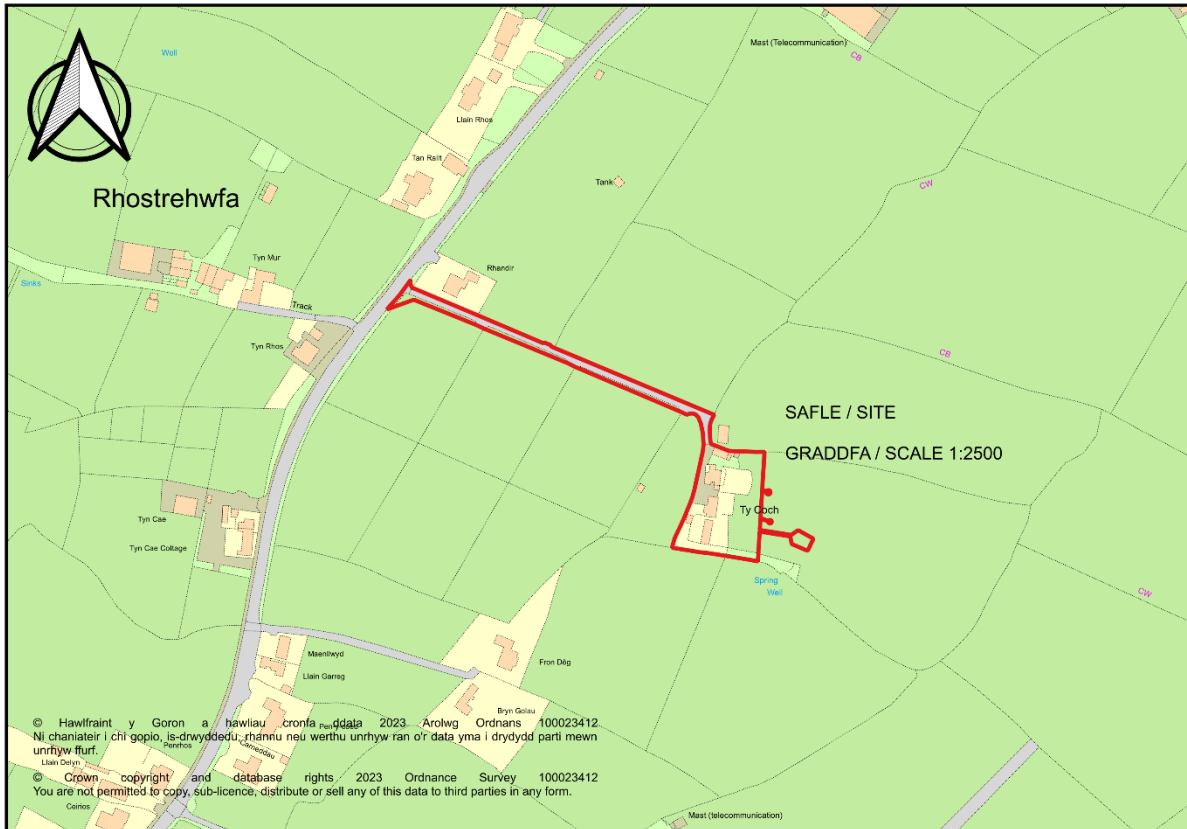 Mast (Telecommunication)
Well
CB
Llain Rhos
Tan Rallt
Tank
CW
Rhostrehwfa
Tyn Mur
Rhandir
Sinks
Track
Tyn Rhos
CB
SAFLE / SITE
GRADDFA / SCALE 1:2500
Ty Coch
Tyn Cae
Tyn Cae Cottage
Spring
Well
CW
Maenllwyd
Fron Dêg
Llain Garreg
Bryn Golau
© Hawlfraint y Goron a hawliau cronfa ddata 2023 Arolwg Ordnans 100023412
Ni chaniateir i chi gopio, is-drwyddedu, rhannu neu werthu unrhyw ran o'r data yma i drydydd parti mewn
unrhyw ffurf.
Penrhos
Carneddau
Llain Delyn
© Crown copyright and database rights 2023 Ordnance Survey 100023412
You are not permitted to copy, sub-licence, distribute or sell any of this data to third parties in any form.
Ceirios
Mast (telecommunication)